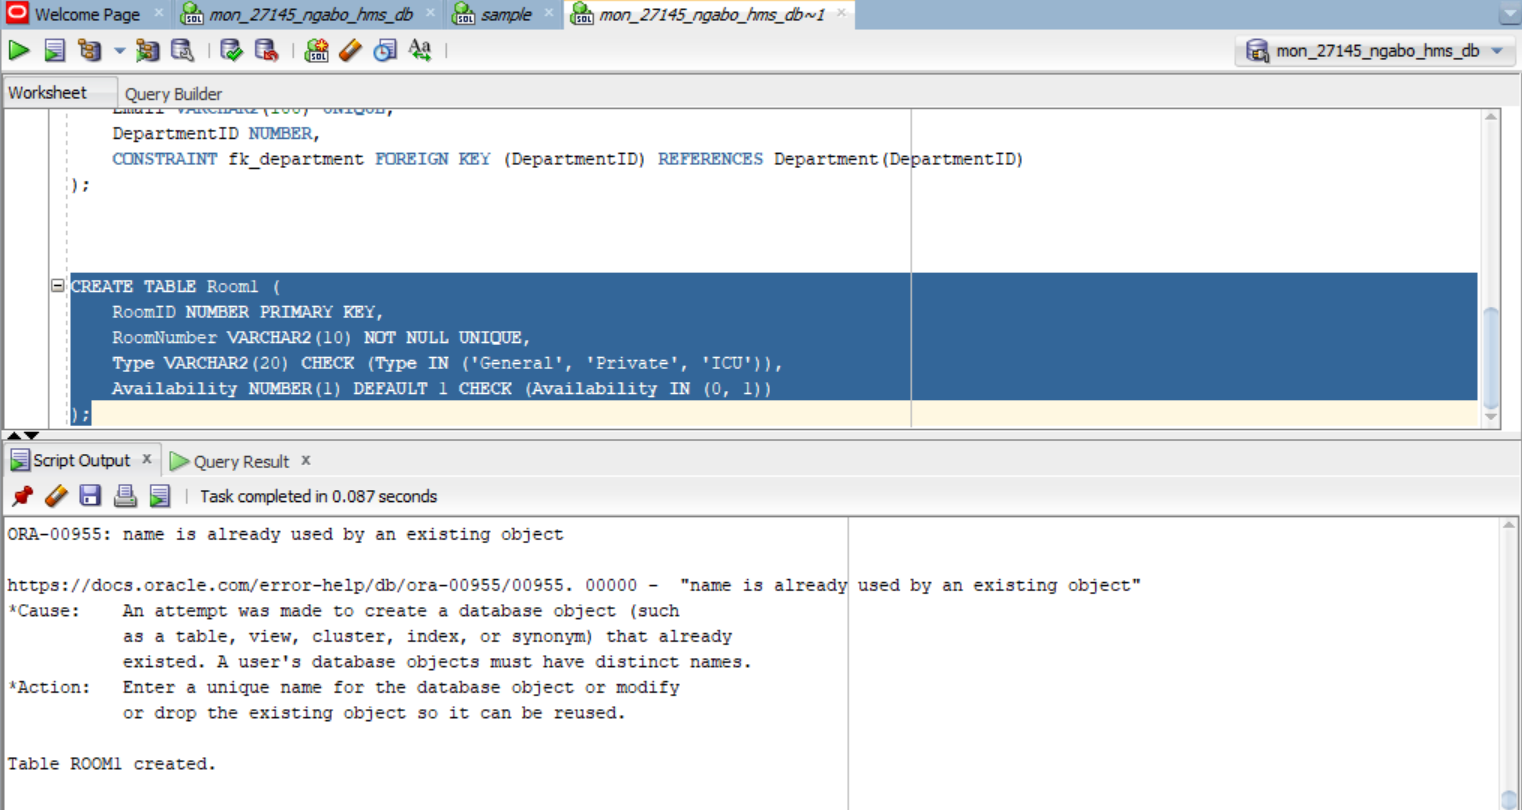 Welcome Page
mon_27145_ngabo_hms_db
sample
mon_27145_ngabo_hms_db~1
mon_27145_ngabo_hms_db
Worksheet
Query Builder
Email VARCHAR2(100) UNIQUE,
DepartmentID NUMBER,
CONSTRAINT fk_department FOREIGN KEY (DepartmentID) REFERENCES Department(DepartmentID)
);
CREATE TABLE Room1 (
RoomID NUMBER PRIMARY KEY,
RoomNumber VARCHAR2(10) NOT NULL UNIQUE,
Type VARCHAR2(20) CHECK (Type IN ('General', 'Private', 'ICU')),
Availability NUMBER(1) DEFAULT 1 CHECK (Availability IN (0, 1))
);
Script Output x
Query Result x
Task completed in 0.087 seconds
ORA-00955: name is already used by an existing object
https://docs.oracle.com/error-help/db/ora-00955/00955. 00000 - "name is already used by an existing object"
*Cause: An attempt was made to create a database object (such
as a table, view, cluster, index, or synonym) that already
existed. A user's database objects must have distinct names.
*Action: Enter a unique name for the database object or modify
or drop the existing object so it can be reused.
Table ROOM1 created.